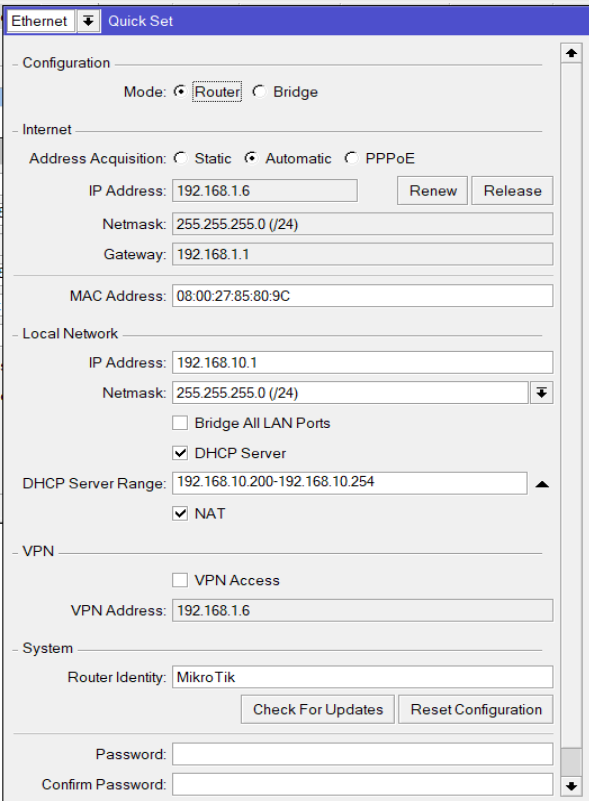 Ethernet Quick Set
Configuration
Mode: Router Bridge
Internet
Address Acquisition: Static Automatic PPPoE
IP Address: 192.168.1.6 Renew Release
Netmask: 255.255.255.0 (/24)
Gateway: 192.168.1.1
MAC Address: 08:00:27:85:80:9C
Local Network
IP Address: 192.168.10.1
Netmask: 255.255.255.0 (/24)
Bridge All LAN Ports
DHCP Server
DHCP Server Range: 192.168.10.200-192.168.10.254
NAT
VPN
VPN Access
VPN Address: 192.168.1.6
System
Router Identity: MikroTik
Check For Updates Reset Configuration
Password:
Confirm Password: